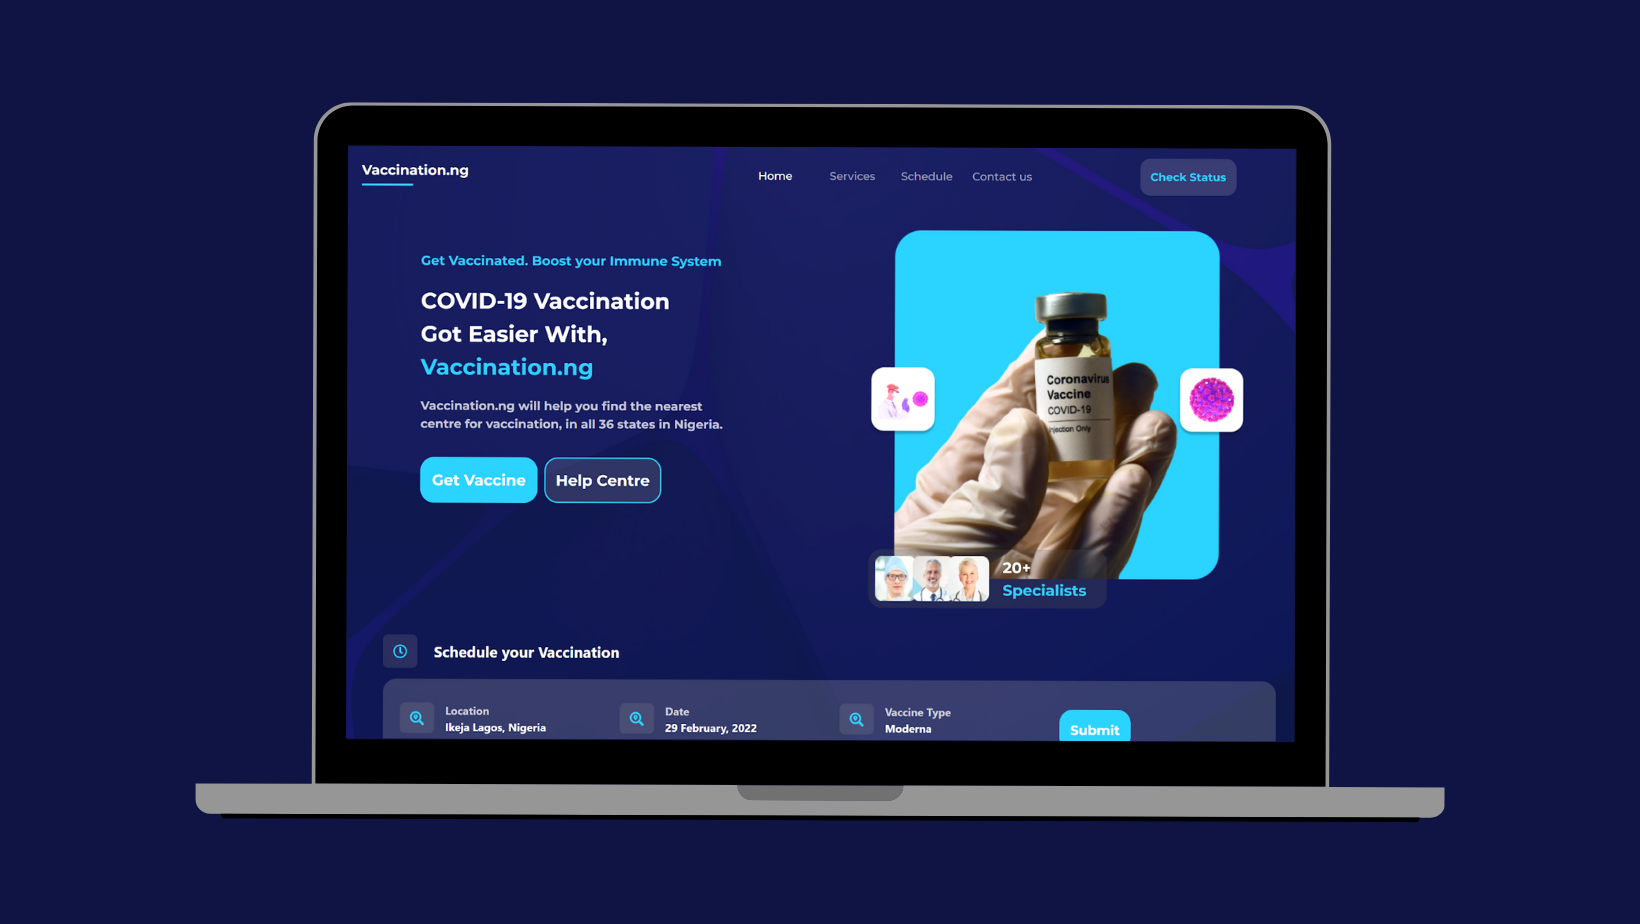 Vaccination.ng
Home
Services
Schedule
Contact us
Check Status
Get Vaccinated. Boost your Immune System
COVID-19 Vaccination
Got Easier With,
Vaccination.ng
Vaccination.ng will help you find the nearest
centre for vaccination, in all 36 states in Nigeria.
Get Vaccine
Help Centre
Coronavirus
Vaccine
COVID-19
Injection Only
20+
Specialists
Schedule your Vaccination
Location
Ikeja Lagos, Nigeria
Date
29 February, 2022
Vaccine Type
Moderna
Submit